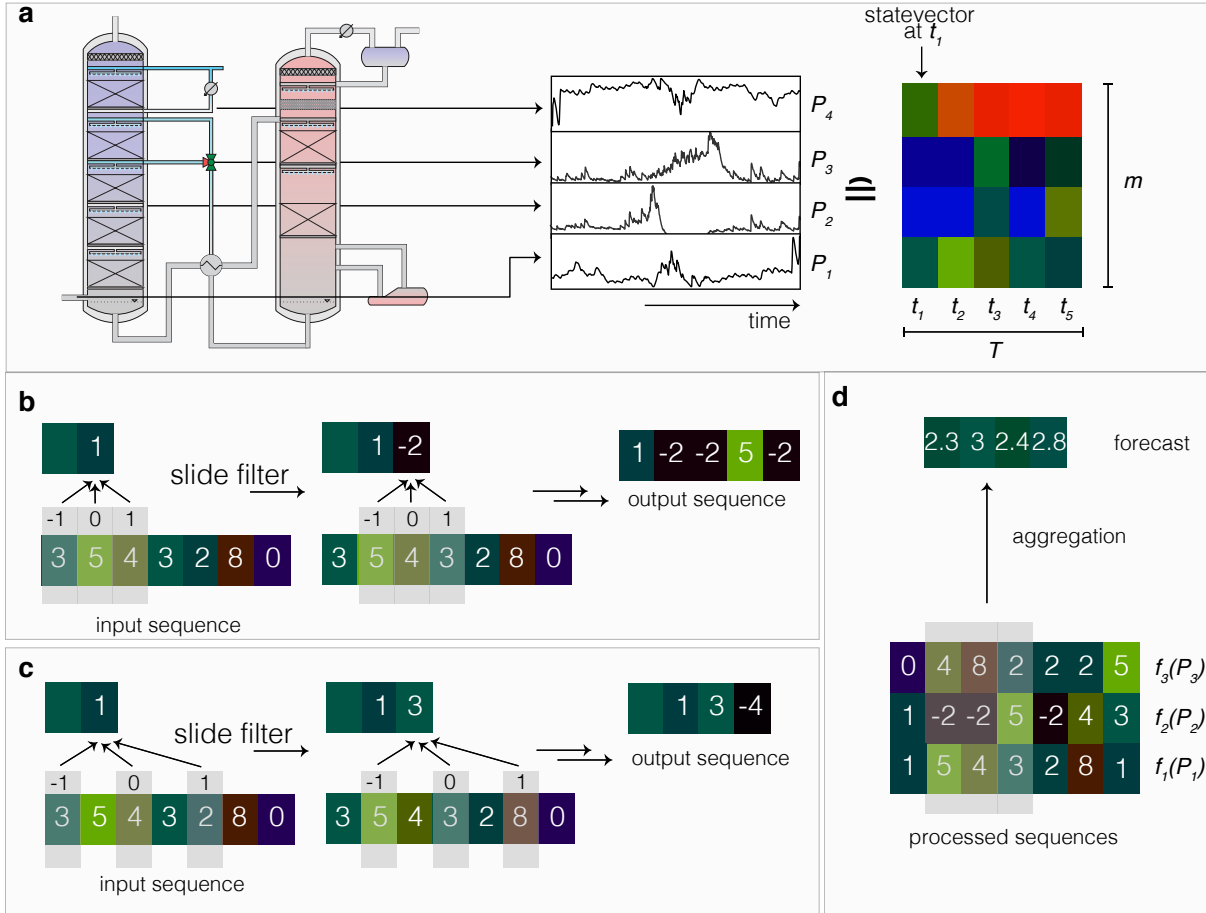 a
statevector
at t1
P4
P3
P2
P1
m
time
t1 t2 t3 t4 t5
T
b
1
slide filter
1 -2
1 -2 -2 5 -2
output sequence
-1 0 1
3 5 4 3 2 8 0
-1 0 1
3 5 4 3 2 8 0
input sequence
c
1
slide filter
1 3
1 3 -4
output sequence
-1 0 1
3 5 4 3 2 8 0
-1 0 1
3 5 4 3 2 8 0
input sequence
d
2.3 3 2.4 2.8
forecast
aggregation
0 4 8 2 2 2 5 f3(P3)
1 -2 -2 5 -2 4 3 f2(P2)
1 5 4 3 2 8 1 f1(P1)
processed sequences